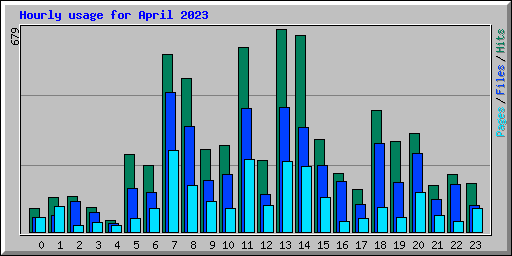 Hourly usage for April 2023
679
Pages/Files/Hits
0 1 2 3 4 5 6 7 8 9 10 11 12 13 14 15 16 17 18 19 20 21 22 23